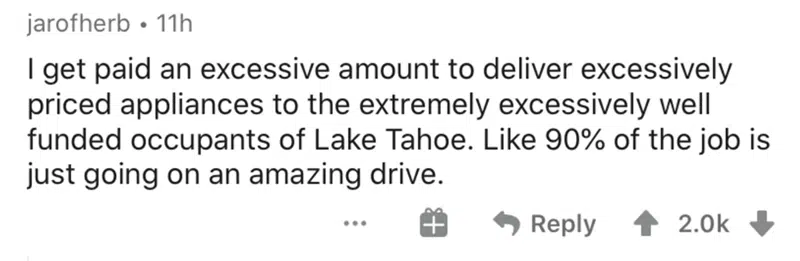 jarofherb • 11h
I get paid an excessive amount to deliver excessively
priced appliances to the extremely excessively well
funded occupants of Lake Tahoe. Like 90% of the job is
just going on an amazing drive.
... Reply 2.0k